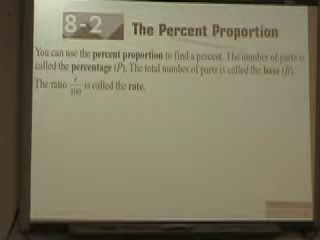 8-2 The Percent Proportion
You can use the percent proportion to find a percent. The number of parts is
called the percentage (P). The total number of parts is called the base (B).
The ratio r/100 is called the rate.